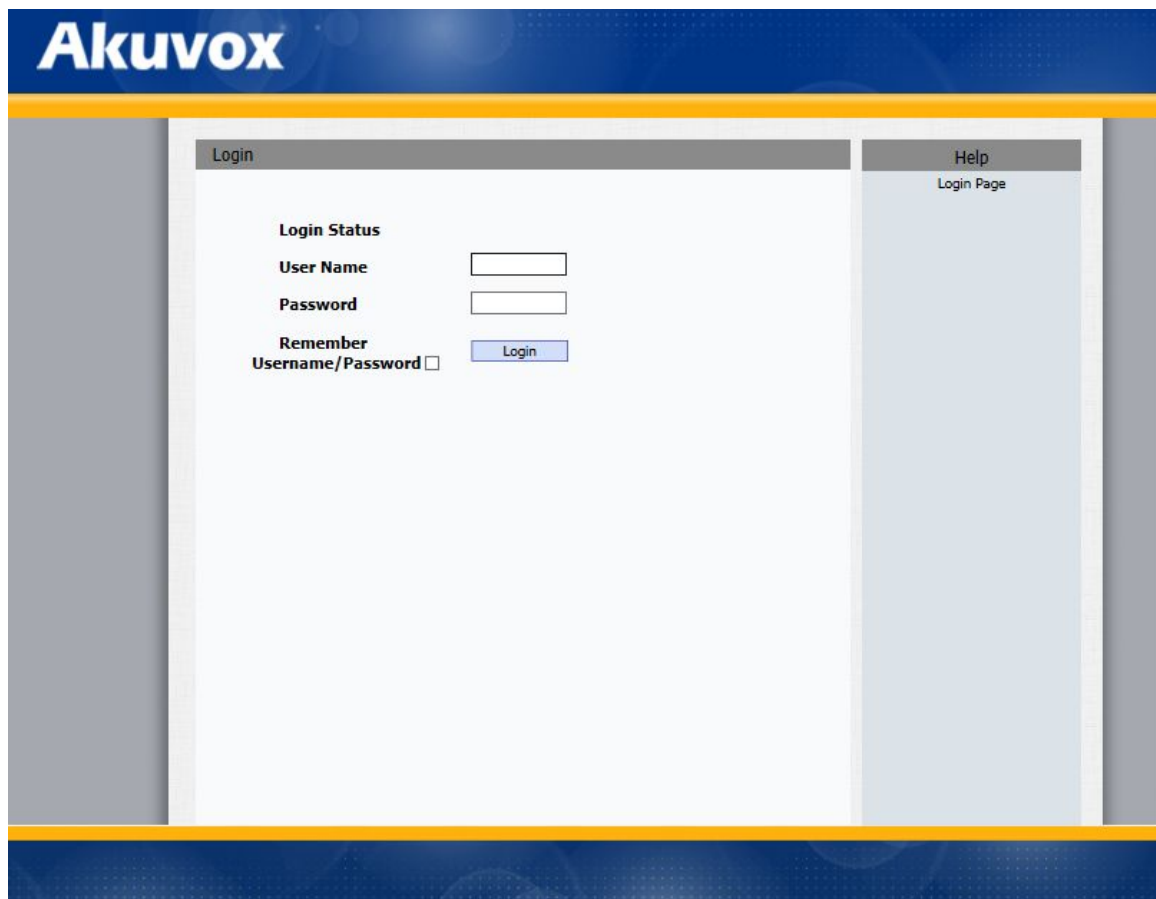 Akuvox
Login
Login Status
User Name
Password
Remember
Username/Password
Login
Help
Login Page